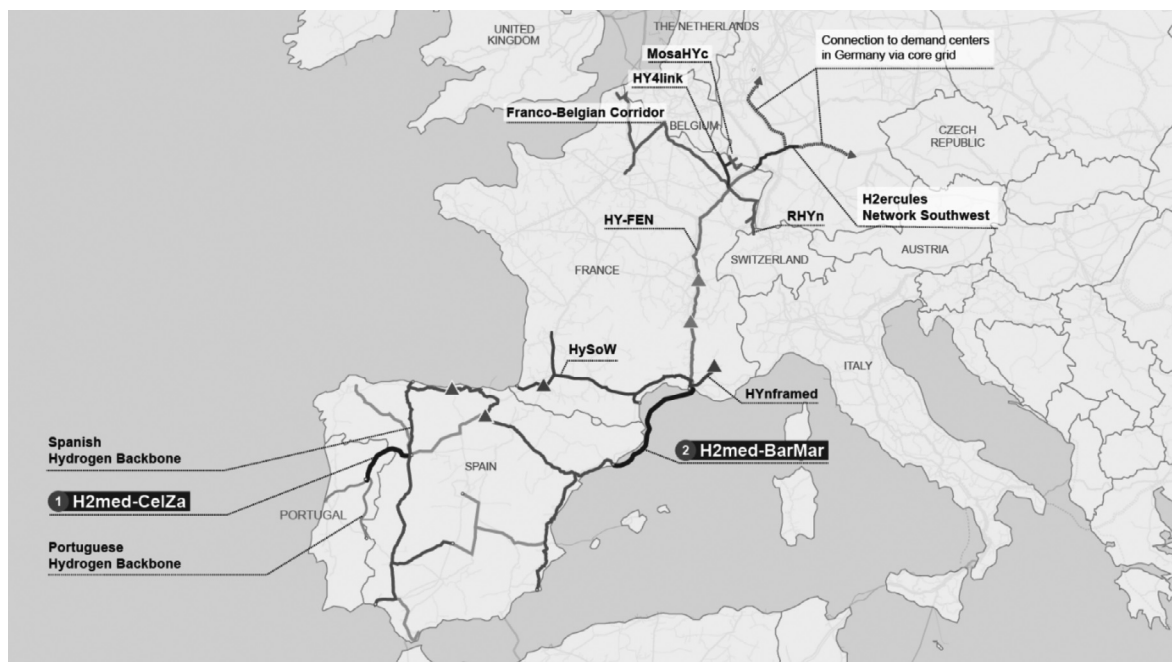 UNITED
KINGDOM
THE NETHERLANDS
Connection to demand centers
in Germany via core grid
MosaHYc
HY4link
Franco-Belgian Corridor
BELGIUM
CZECH
REPUBLIC
H2ercules
Network Southwest
HY-FEN
RHYn
AUSTRIA
SWITZERLAND
FRANCE
HySoW
ITALY
HYnframed
Spanish
Hydrogen Backbone
2 H2med-BarMar
SPAIN
1 H2med-CelZa
PORTUGAL
Portuguese
Hydrogen Backbone